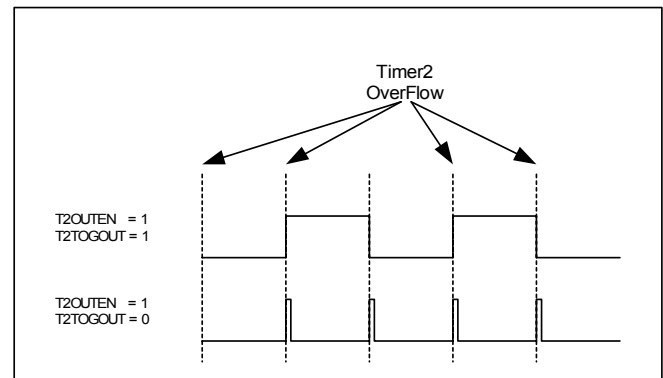 Timer2
OverFlow
T2OUTEN = 1
T2TOGOUT = 1
T2OUTEN = 1
T2TOGOUT = 0